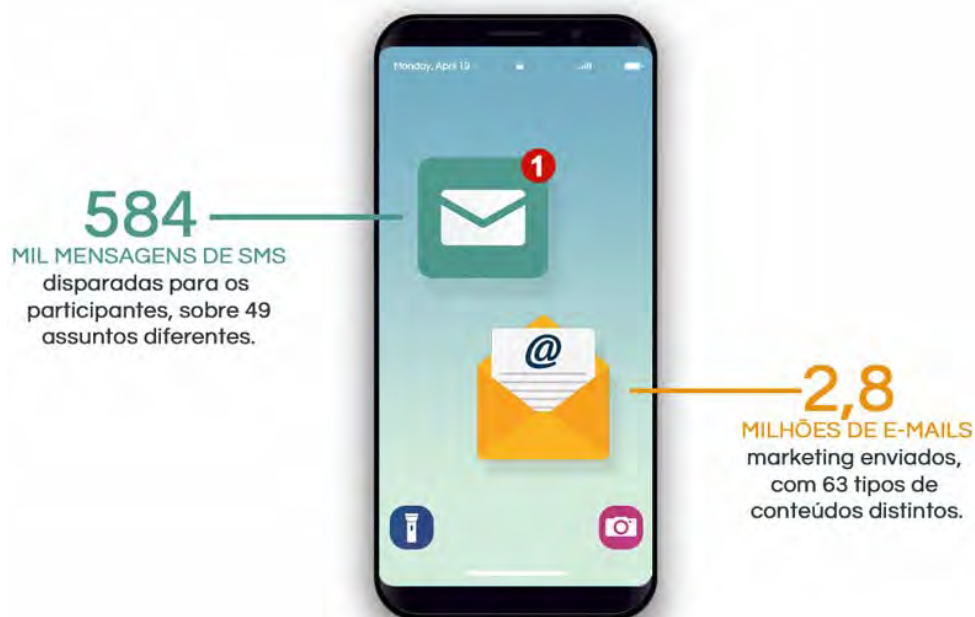 Monday, April 19
1
584
MIL MENSAGENS DE SMS
disparadas para os
participantes, sobre 49
assuntos diferentes.
@
2,8
MILHÕES DE E-MAILS
marketing enviados,
com 63 tipos de
conteúdos distintos.